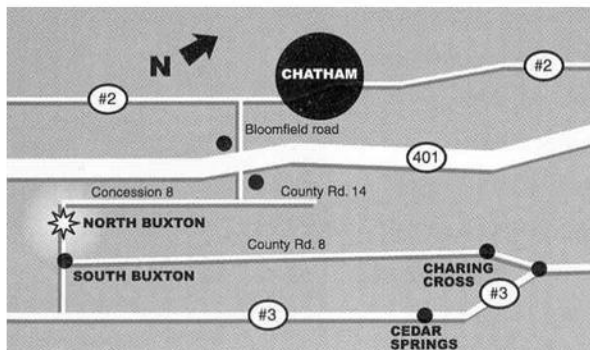 N
CHATHAM
#2
#2
Bloomfield road
401
Concession 8
County Rd. 14
NORTH BUXTON
County Rd. 8
SOUTH BUXTON
CHARING
CROSS
#3
#3
CEDAR
SPRINGS